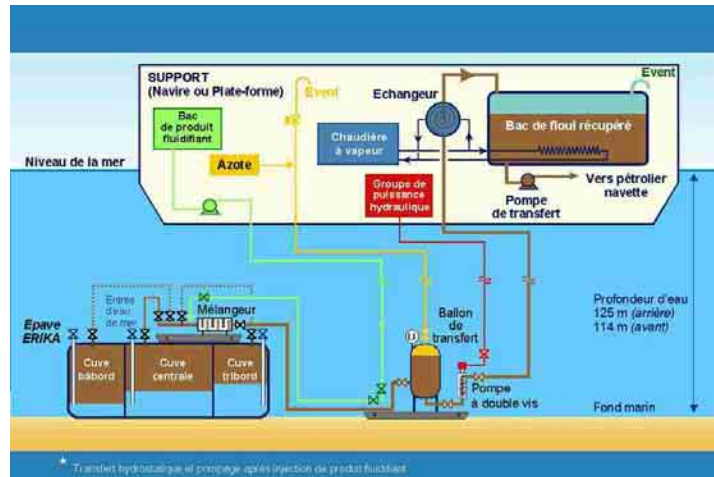 SUPPORT
(Navire ou Plate-forme)
Event
Event
Echangeur
Bac
de produit
fluidifiant
Bac de fioul récupéré
Chaudière
à vapeur
Niveau de la mer
Azote
Groupe de
puissance
hydraulique
Vers pétrolier
navette
Pompe
de transfert
Entrée
d'eau
de mer
Mélangeur
Epave
ERIKA
Ballon
de
transfert
Profondeur d'eau
125 m (arrière)
114 m (avant)
Cuve
bâbord
Cuve
centrale
Cuve
tribord
Pompe
à double vis
Fond marin
* Transfert hydrostatique et pompage après injection de produit fluidifiant